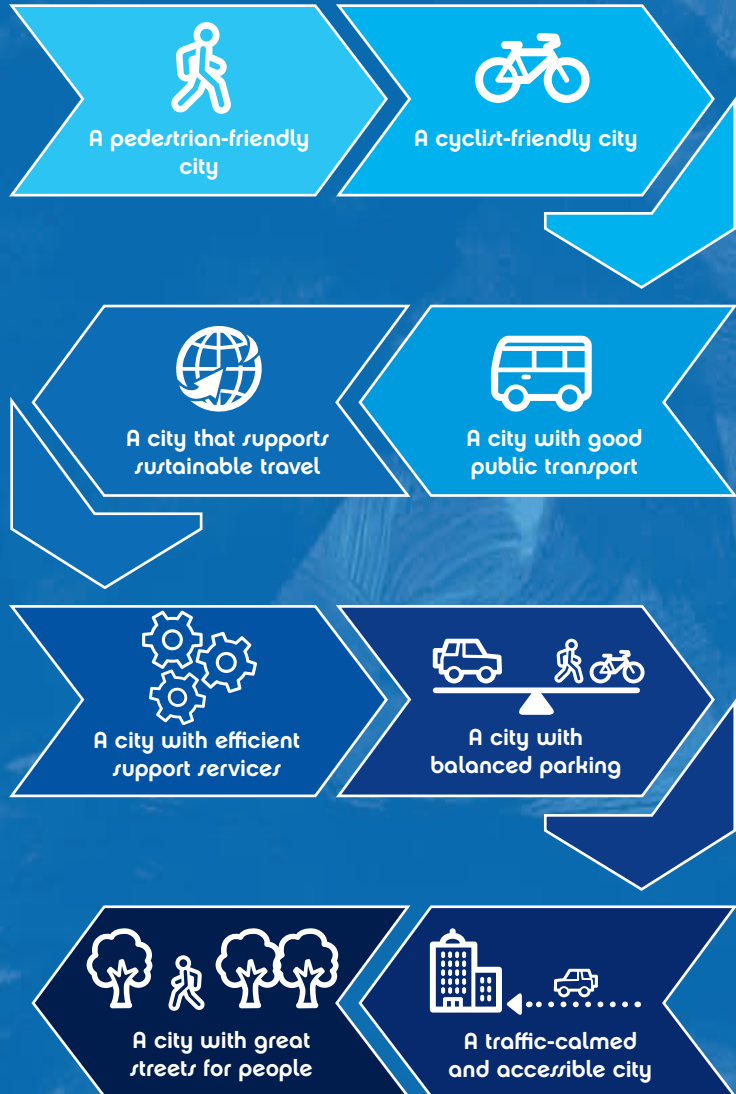 A pedestrian-friendly
city
A cyclist-friendly city
A city with good
public transport
A city that supports
sustainable travel
A city with efficient
support services
A city with
balanced parking
A traffic-calmed
and accessible city
A city with great
streets for people